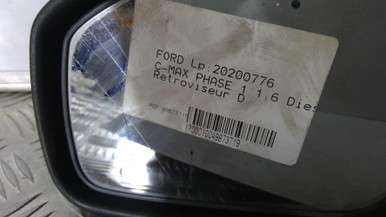 FORD Lp:20200776
C-MAX PHASE 1 1.6 Dies
Retroviseur D